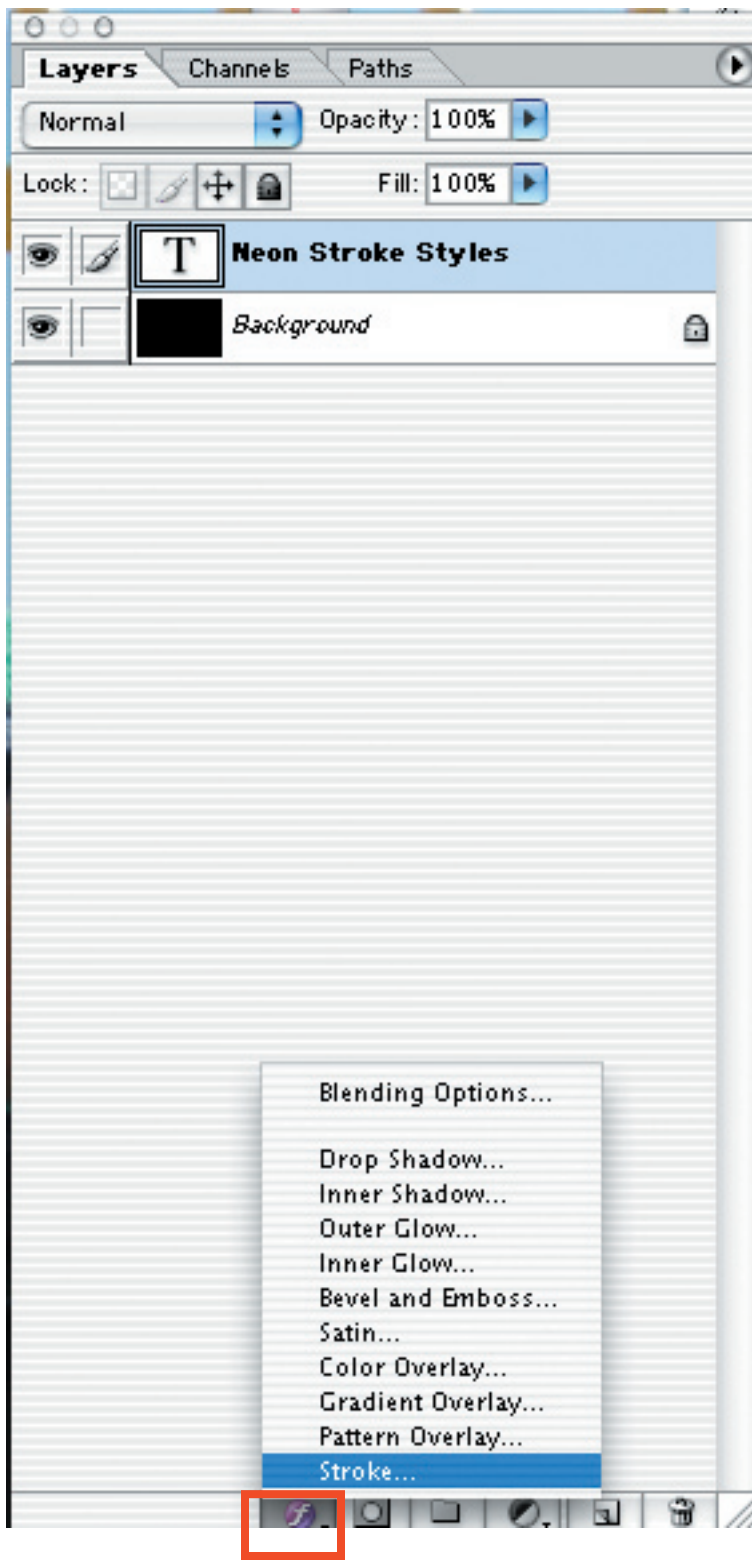 Layers Channels Paths
Normal Opacity: 100%
Lock: Fill: 100%
T Neon Stroke Styles
Background
Blending Options...
Drop Shadow...
Inner Shadow...
Outer Glow...
Inner Glow...
Bevel and Emboss...
Satin...
Color Overlay...
Gradient Overlay...
Pattern Overlay...
Stroke...